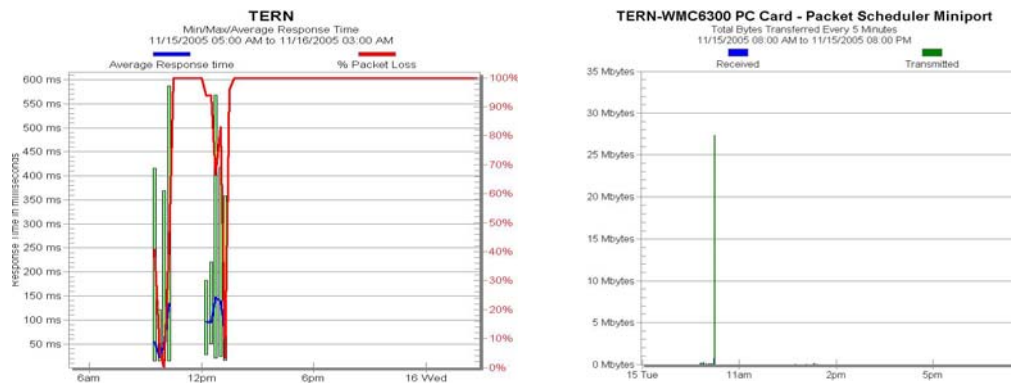 TERN
Min/Max/Average Response Time
11/15/2005 05:00 AM to 11/16/2005 03:00 AM
Average Response time
% Packet Loss
Response Time in milliseconds
600 ms
550 ms
500 ms
450 ms
400 ms
350 ms
300 ms
250 ms
200 ms
150 ms
100 ms
50 ms
100%
90%
80%
70%
60%
50%
40%
30%
20%
10%
0%
6am
12pm
6pm
16 Wed
TERN-WMC6300 PC Card - Packet Scheduler Miniport
Total Bytes Transferred Every 5 Minutes
11/15/2005 08:00 AM to 11/15/2005 08:00 PM
Received
Transmitted
35 Mbytes
30 Mbytes
25 Mbytes
20 Mbytes
15 Mbytes
10 Mbytes
5 Mbytes
0 Mbytes
15 Tue
11am
2pm
5pm